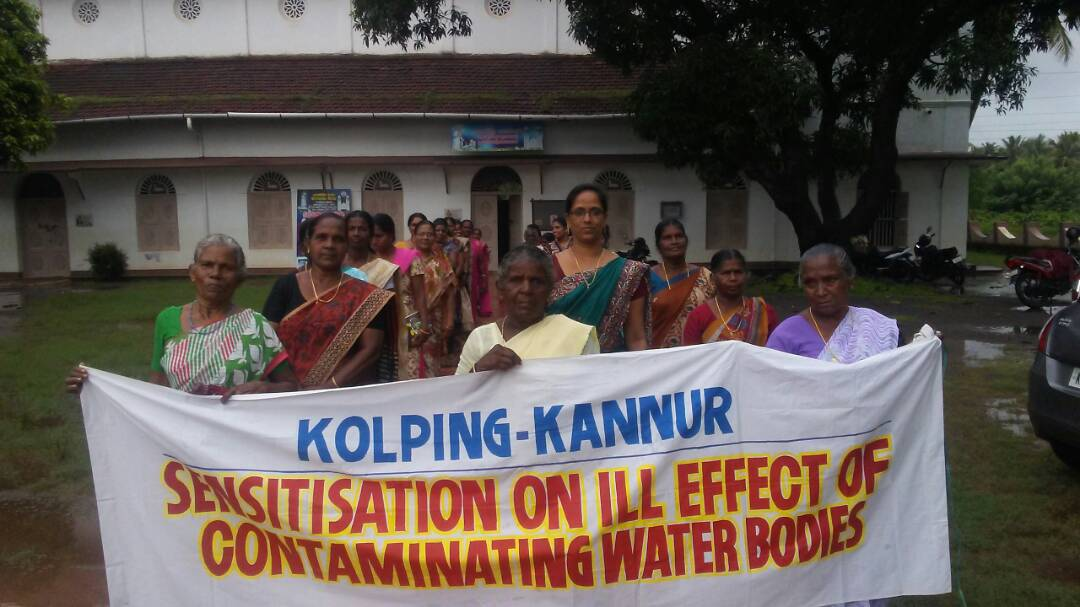 KOLPING-KANNUR
SENSITISATION ON ILL EFFECT OF
CONTAMINATING WATER BODIES